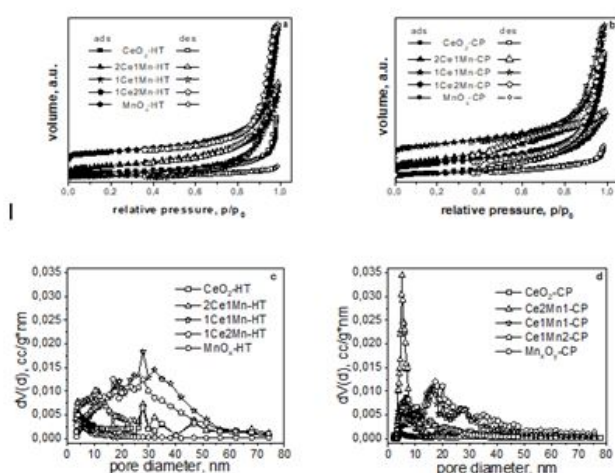 a
ads des
CeO₂-HT
2Ce1Mn-HT
1Ce1Mn-HT
1Ce2Mn-HT
MnOₓ-HT
volume, a.u.
0,0 0,2 0,4 0,6 0,8 1,0
relative pressure, p/p₀
b
ads des
CeO₂-CP
2Ce1Mn-CP
1Ce1Mn-CP
1Ce2Mn-CP
MnOₓ-CP
volume, a.u.
0,0 0,2 0,4 0,6 0,8 1,0
relative pressure, p/p₀
c
CeO₂-HT
2Ce1Mn-HT
1Ce1Mn-HT
1Ce2Mn-HT
MnOₓ-HT
dV(d), cc/g*nm
0,035
0,030
0,025
0,020
0,015
0,010
0,005
0,000
0 10 20 30 40 50 60 70 80
pore diameter, nm
d
CeO₂-CP
Ce2Mn1-CP
Ce1Mn1-CP
Ce1Mn2-CP
dV(d), cc/g*nm
0,035
0,030
0,025
0,020
0,015
0,010
0,005
0,000
0 10 20 30 40 50 60 70 80
pore diameter, nm